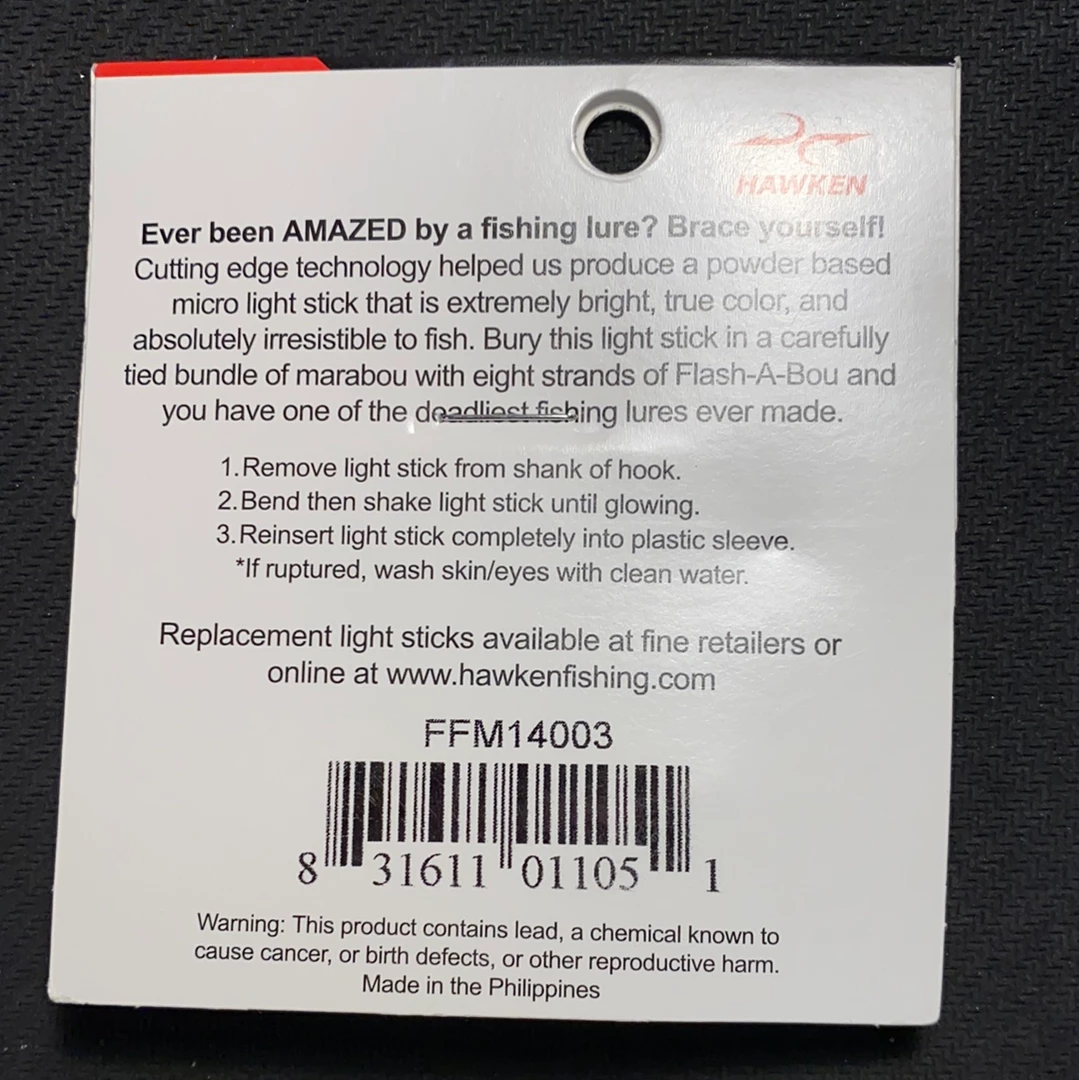 HAWKEN
Ever been AMAZED by a fishing lure? Brace yourself!
Cutting edge technology helped us produce a powder based
micro light stick that is extremely bright, true color, and
absolutely irresistible to fish. Bury this light stick in a carefully
tied bundle of marabou with eight strands of Flash-A-Bou and
you have one of the deadliest fishing lures ever made.
1.Remove light stick from shank of hook.
2.Bend then shake light stick until glowing.
3.Reinsert light stick completely into plastic sleeve.
*If ruptured, wash skin/eyes with clean water.
Replacement light sticks available at fine retailers or
online at www.hawkenfishing.com
FFM14003
8 31611 01105 1
Warning: This product contains lead, a chemical known to
cause cancer, or birth defects, or other reproductive harm.
Made in the Philippines